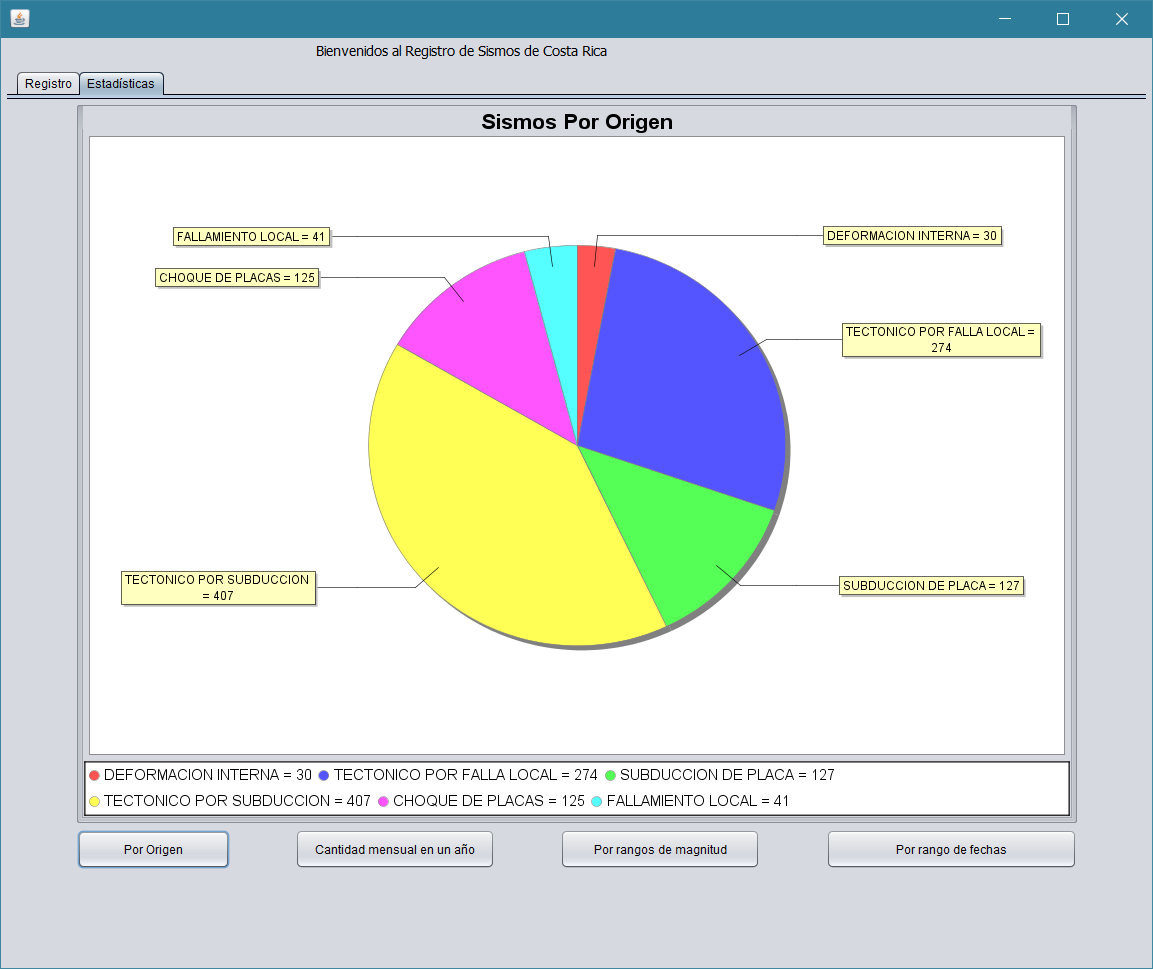 Bienvenidos al Registro de Sismos de Costa Rica
Registro Estadísticas
Sismos Por Origen
FALLAMIENTO LOCAL = 41
DEFORMACION INTERNA = 30
CHOQUE DE PLACAS = 125
TECTONICO POR FALLA LOCAL =
274
TECTONICO POR SUBDUCCION
= 407
SUBDUCCION DE PLACA = 127
DEFORMACION INTERNA = 30 TECTONICO POR FALLA LOCAL = 274 SUBDUCCION DE PLACA = 127
TECTONICO POR SUBDUCCION = 407 CHOQUE DE PLACAS = 125 FALLAMIENTO LOCAL = 41
Por Origen Cantidad mensual en un año Por rangos de magnitud Por rango de fechas